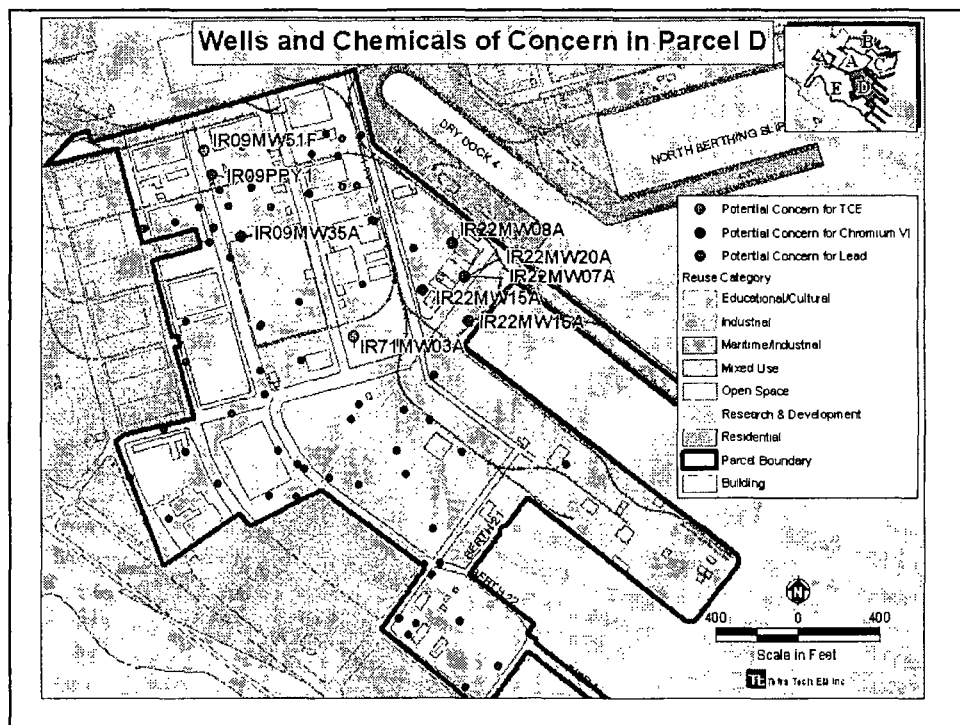 Wells and Chemicals of Concern in Parcel D
B
A
C
E
D
DRY DOCK 4
NORTH BERTHING SLIP
IR09MW51F
IR09PPY1
IR09MW35A
IR22MW08A
IR22MW20A
IR22MW07A
IR22MW15A
IR22MW16A
IR71MW03A
Potential Concern for TCE
Potential Concern for Chromium VI
Potential Concern for Lead
Reuse Category
Educational/Cultural
Industrial
Maritime/Industrial
Mixed Use
Open Space
Research & Development
Residential
Parcel Boundary
Building
BERTH 21
BERTH 22
N
400 0 400
Scale in Feet
Tt Tetra Tech EM Inc